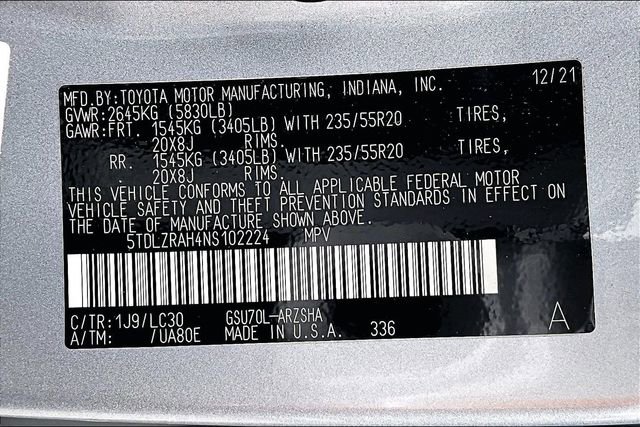 MFD.BY:TOYOTA MOTOR MANUFACTURING, INDIANA, INC. 12/21
GVWR:2645KG (5830LB)
GAWR:FRT. 1545KG (3405LB) WITH 235/55R20 TIRES,
20X8J RIMS.
RR. 1545KG (3405LB) WITH 235/55R20 TIRES,
20X8J RIMS.
THIS VEHICLE CONFORMS TO ALL APPLICABLE FEDERAL MOTOR
VEHICLE SAFETY AND THEFT PREVENTION STANDARDS IN EFFECT ON
THE DATE OF MANUFACTURE SHOWN ABOVE.
5TDLZRAH4NS102224 MPV
C/TR:1J9/LC30 GSU70L-ARZSHA
A/TM: /UA80E MADE IN U.S.A. 336 A